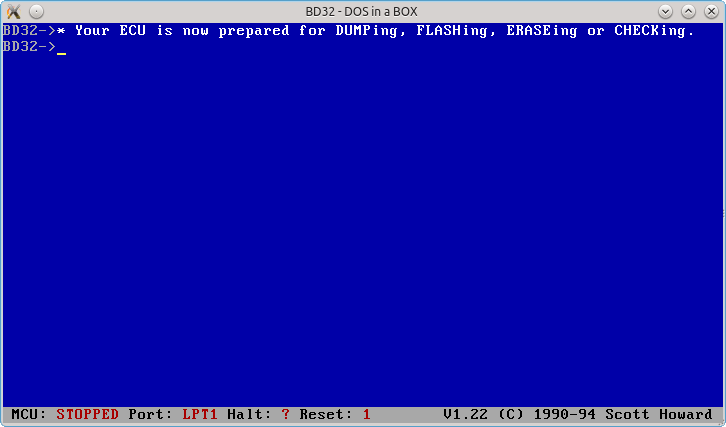 BD32 - DOS in a BOX
BD32->* Your ECU is now prepared for DUMPing, FLASHing, ERASEing or CHECKing.
BD32->_
MCU: STOPPED Port: LPT1 Halt: ? Reset: 1 V1.22 (C) 1990-94 Scott Howard